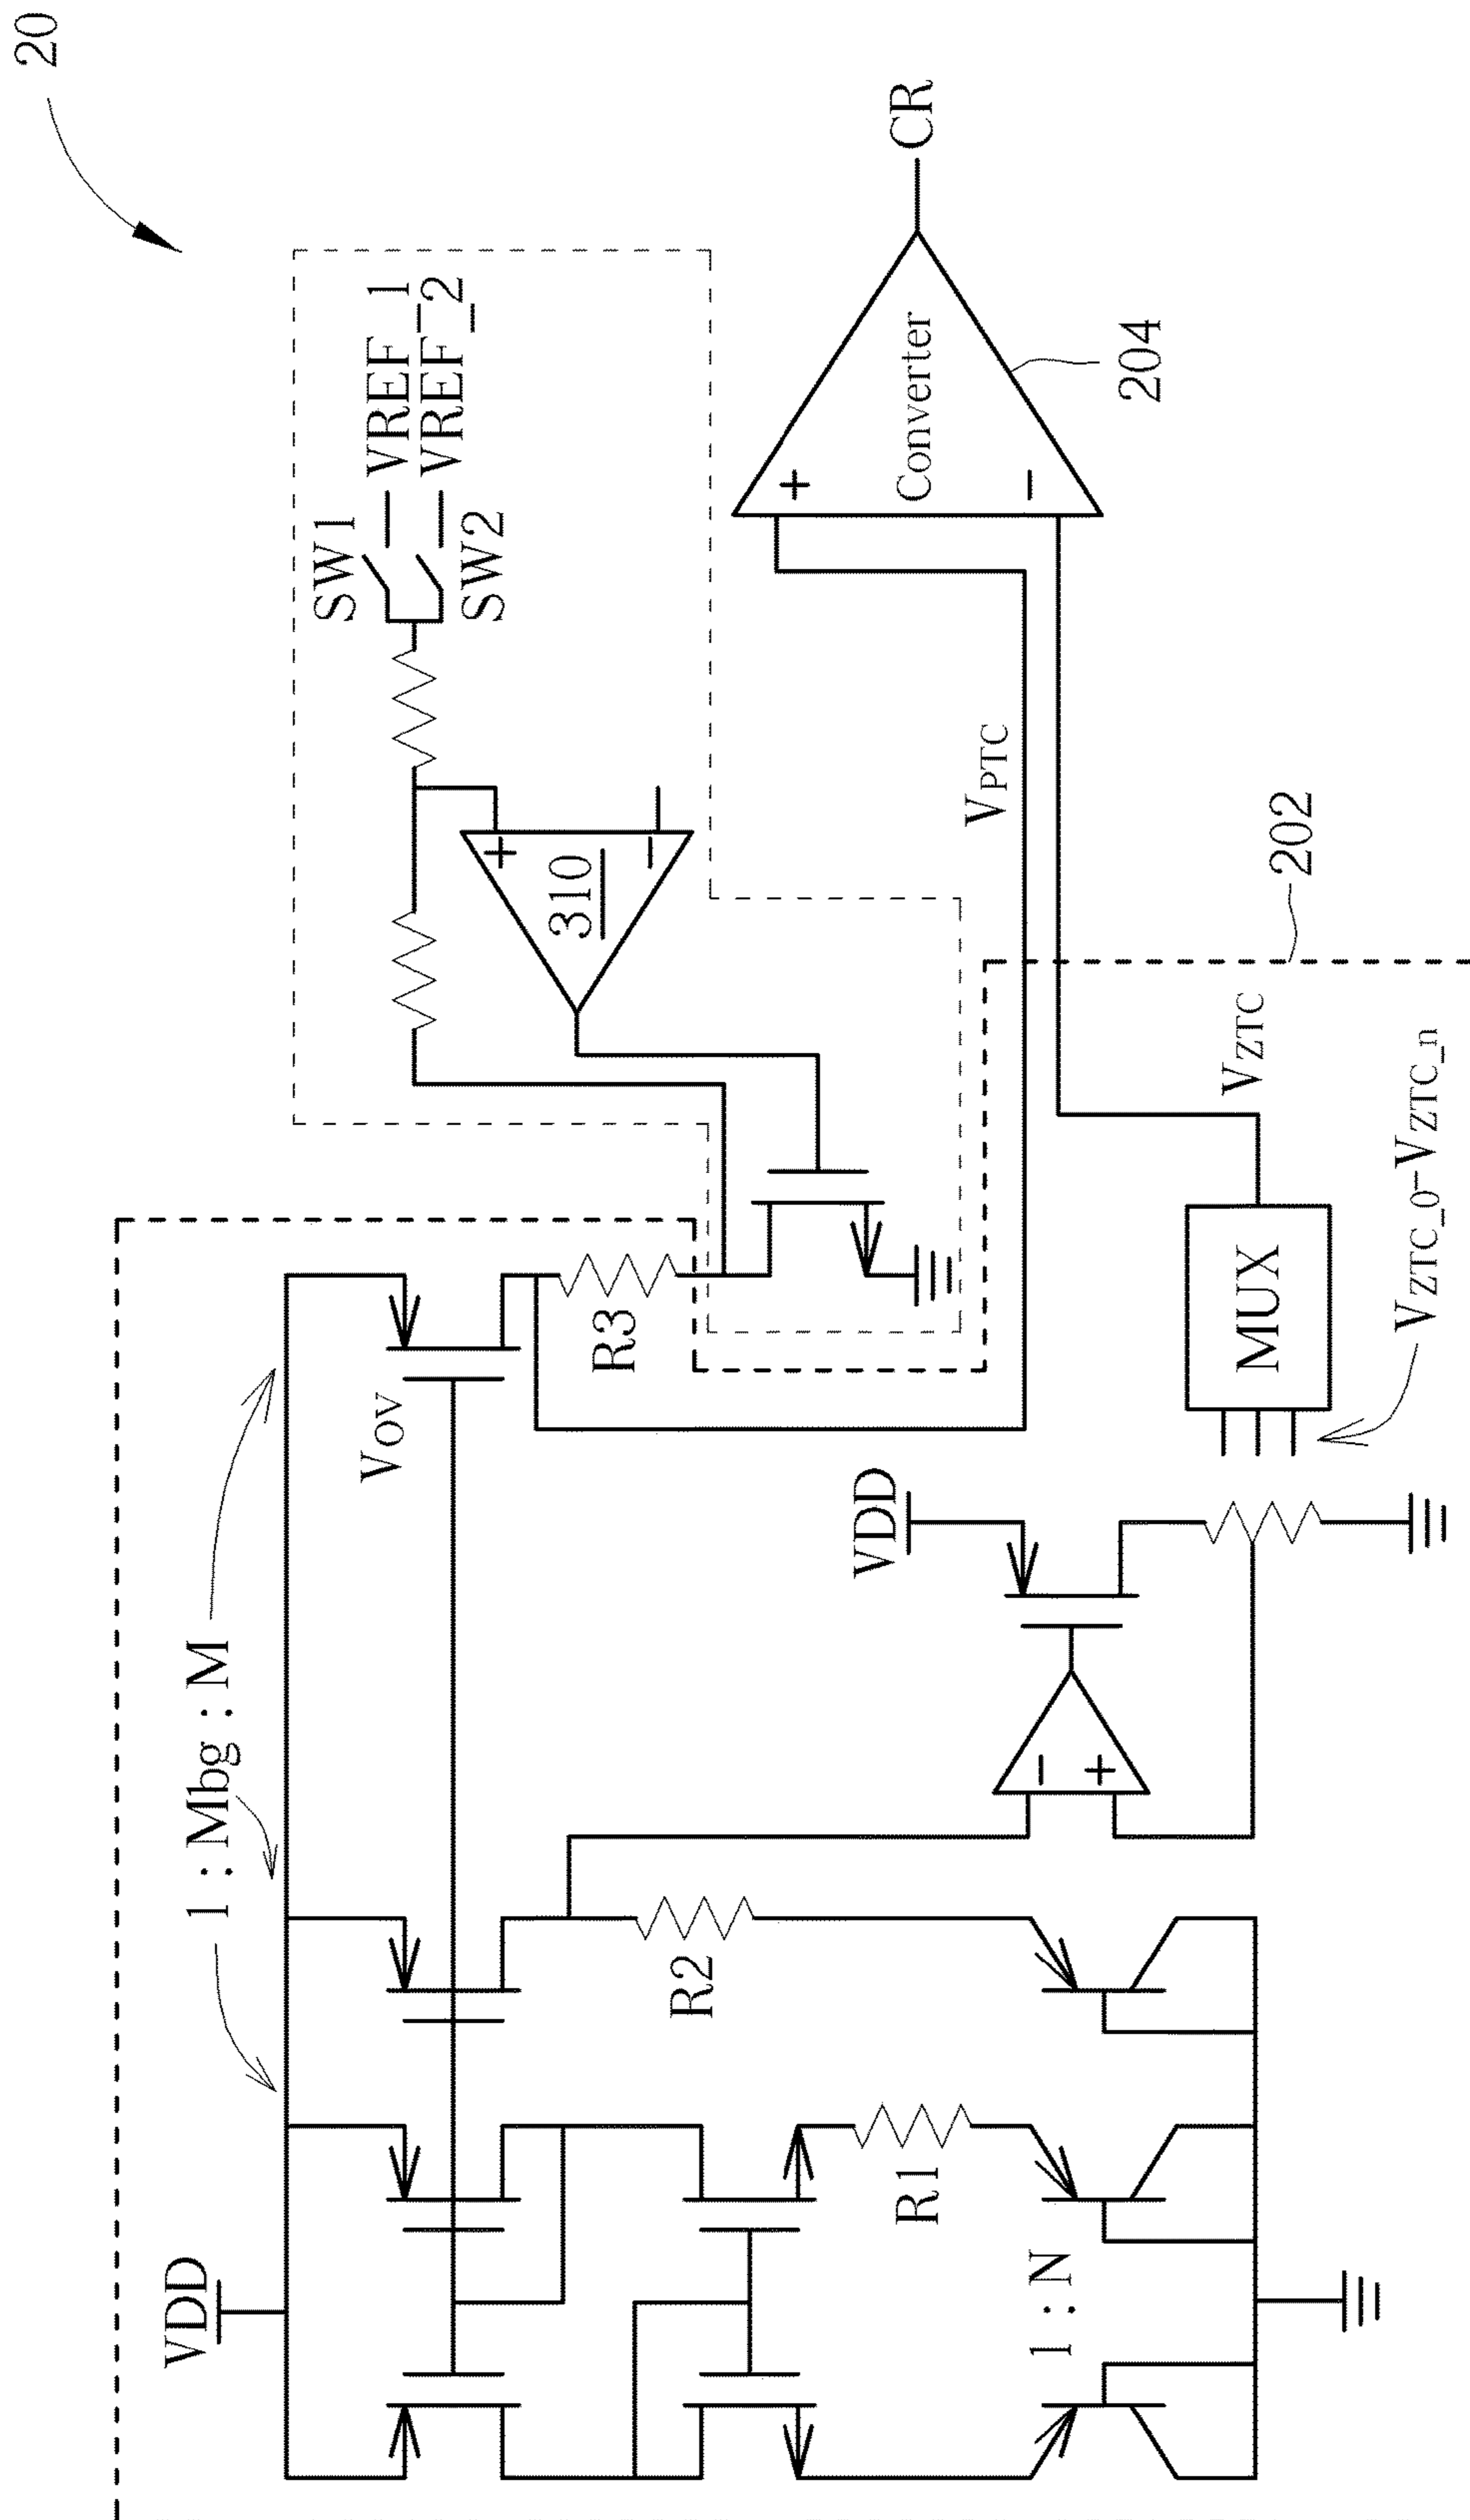 20
VDD
1 : Mbg : M
VOV
R3
SW1
SW2
VREF_1
VREF_2
310
+
−
R1
R2
1 : N
VDD
−
+
MUX
VZTC_0-VZTC_n
VZTC
VPTC
202
+
−
Converter
204
CR